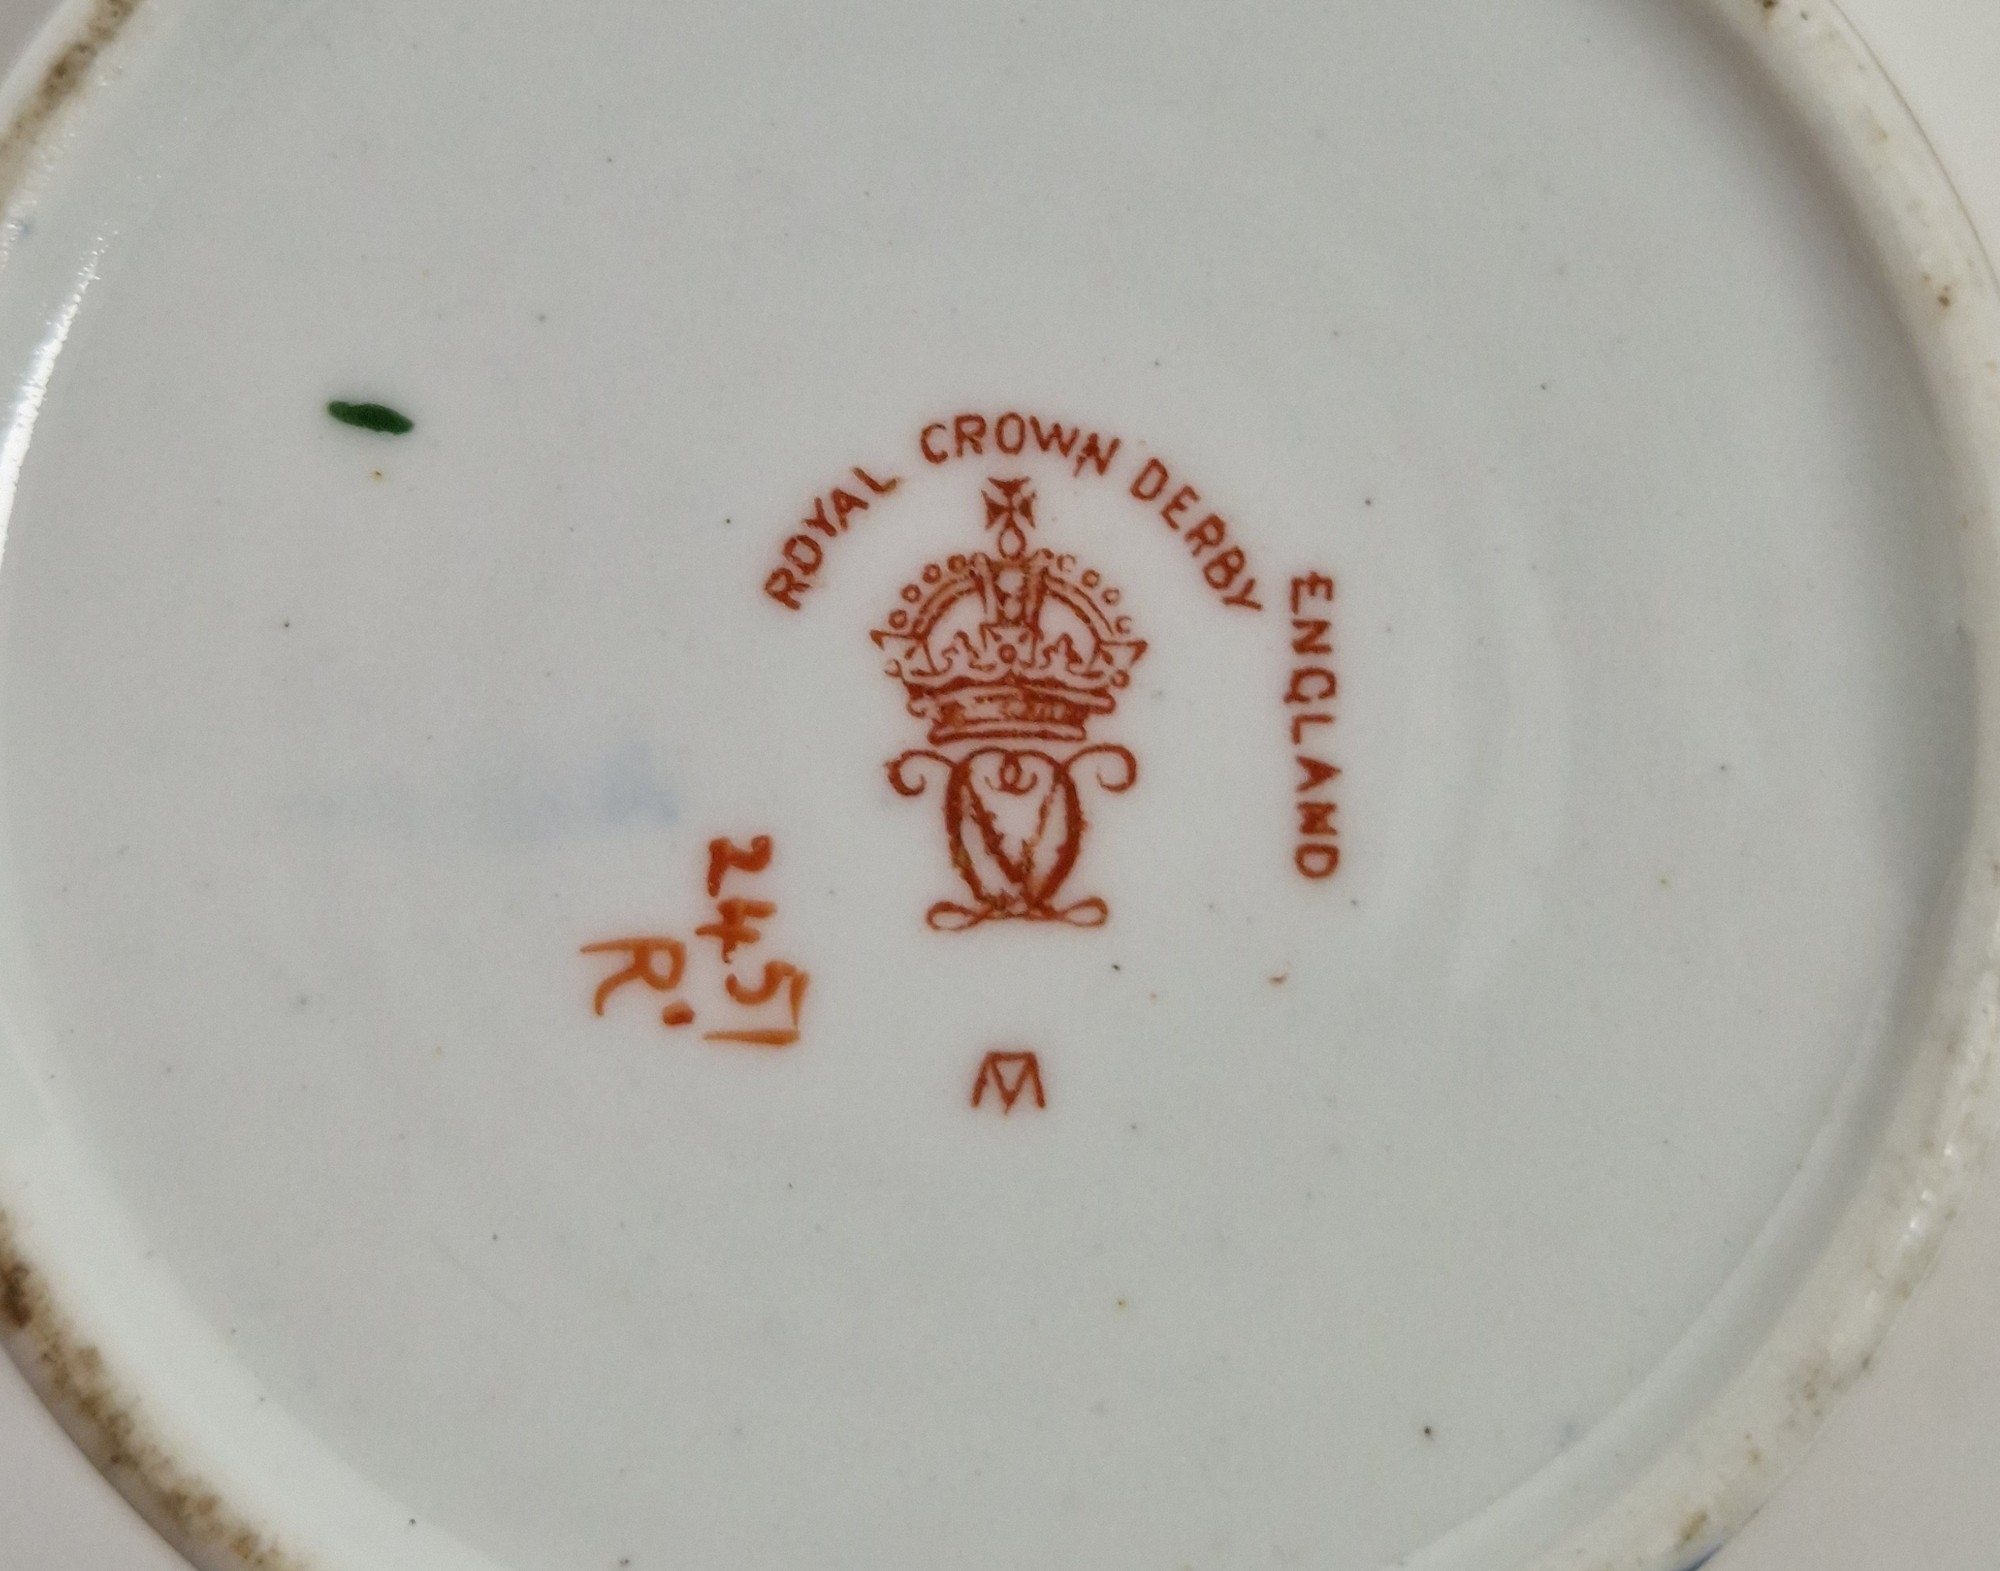 ROYAL CROWN DERBY
ENGLAND
2451
R'